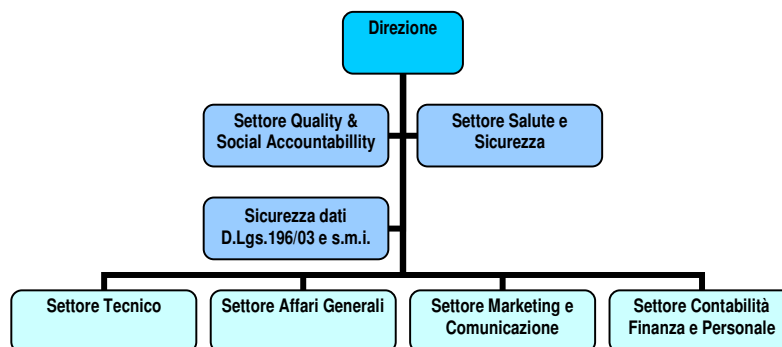 Direzione
Settore Quality &
Social Accountabillity
Settore Salute e
Sicurezza
Sicurezza dati
D.Lgs.196/03 e s.m.i.
Settore Tecnico
Settore Affari Generali
Settore Marketing e
Comunicazione
Settore Contabilità
Finanza e Personale